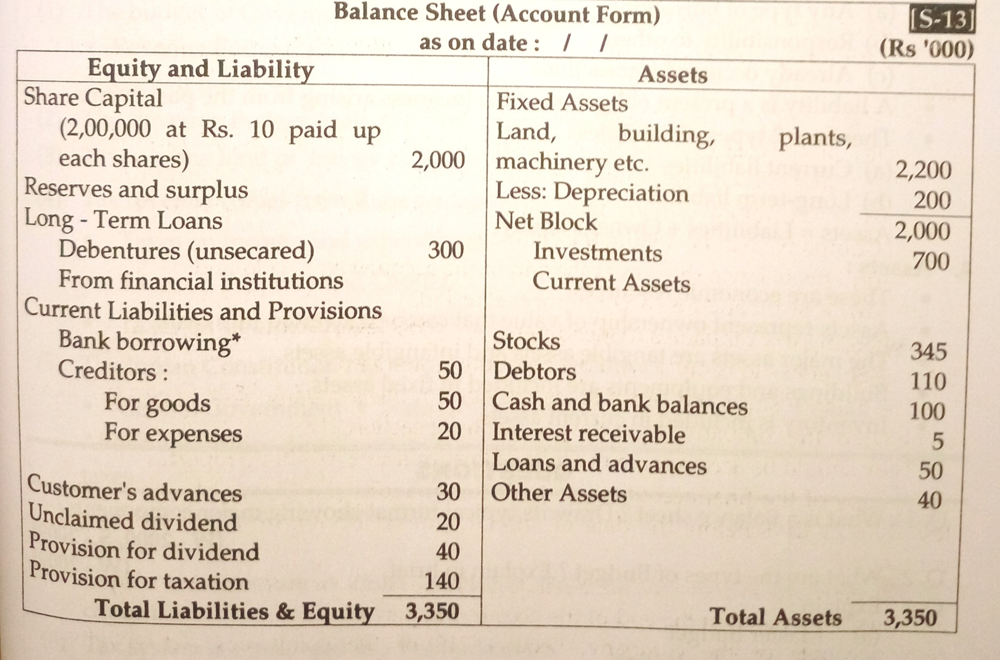 Balance Sheet (Account Form) [S-13]
as on date : / / (Rs '000)
Equity and Liability
Share Capital
(2,00,000 at Rs. 10 paid up
each shares) 2,000
Reserves and surplus
Long - Term Loans
Debentures (unsecared) 300
From financial institutions
Current Liabilities and Provisions
Bank borrowing*
Creditors : 50
For goods 50
For expenses 20
Customer's advances 30
Unclaimed dividend 20
Provision for dividend 40
Provision for taxation 140
Total Liabilities & Equity 3,350
Assets
Fixed Assets
Land, building, plants,
machinery etc. 2,200
Less: Depreciation 200
Net Block 2,000
Investments 700
Current Assets
Stocks 345
Debtors 110
Cash and bank balances 100
Interest receivable 5
Loans and advances 50
Other Assets 40
Total Assets 3,350